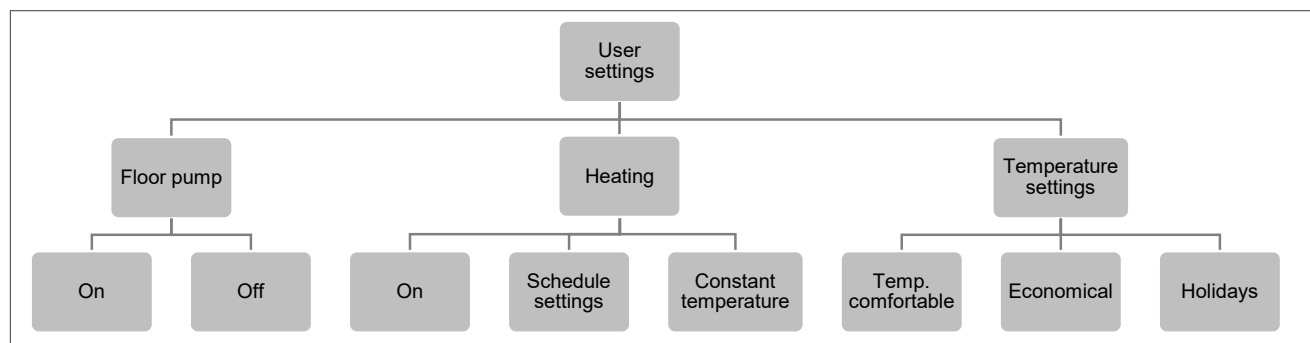 User
settings
Floor pump
Heating
Temperature
settings
On
Off
On
Schedule
settings
Constant
temperature
Temp.
comfortable
Economical
Holidays